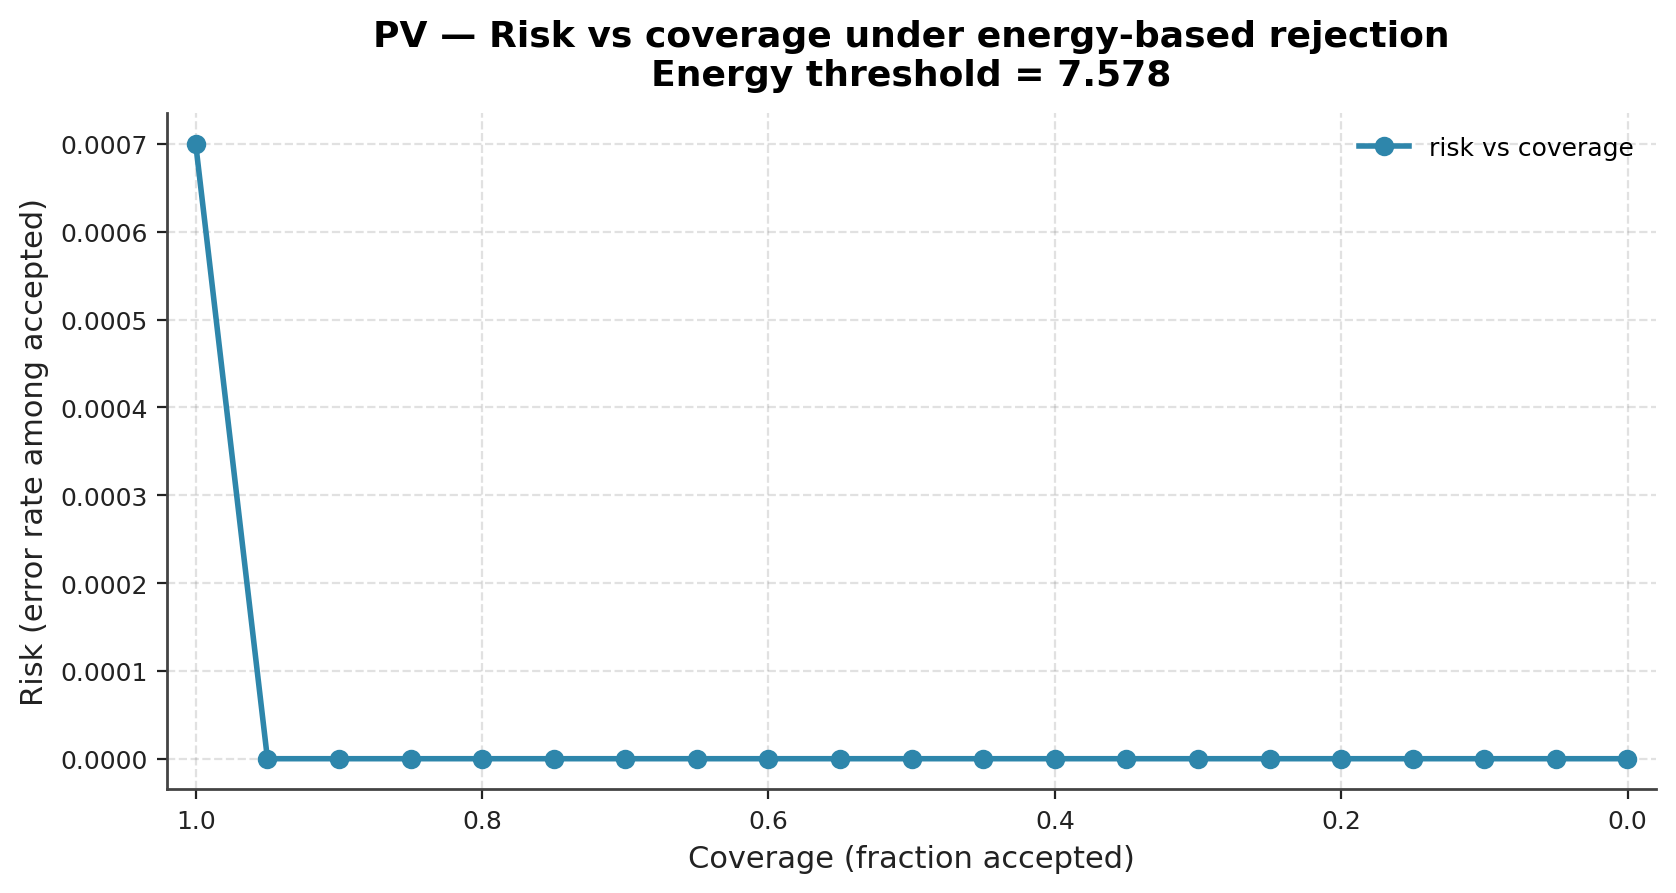 PV — Risk vs coverage under energy-based rejection
Energy threshold = 7.578
risk vs coverage
Risk (error rate among accepted)
0.0007
0.0006
0.0005
0.0004
0.0003
0.0002
0.0001
0.0000
1.0 0.8 0.6 0.4 0.2 0.0
Coverage (fraction accepted)